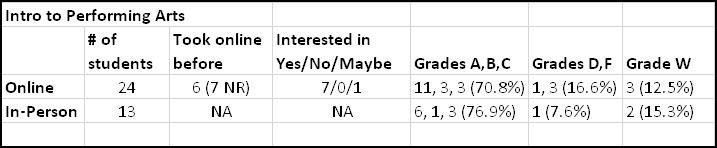 Intro to Performing Arts
# of students Took online before Interested in Yes/No/Maybe Grades A,B,C Grades D,F Grade W
Online 24 6 (7 NR) 7/0/1 11, 3, 3 (70.8%) 1, 3 (16.6%) 3 (12.5%)
In-Person 13 NA NA 6, 1, 3 (76.9%) 1 (7.6%) 2 (15.3%)